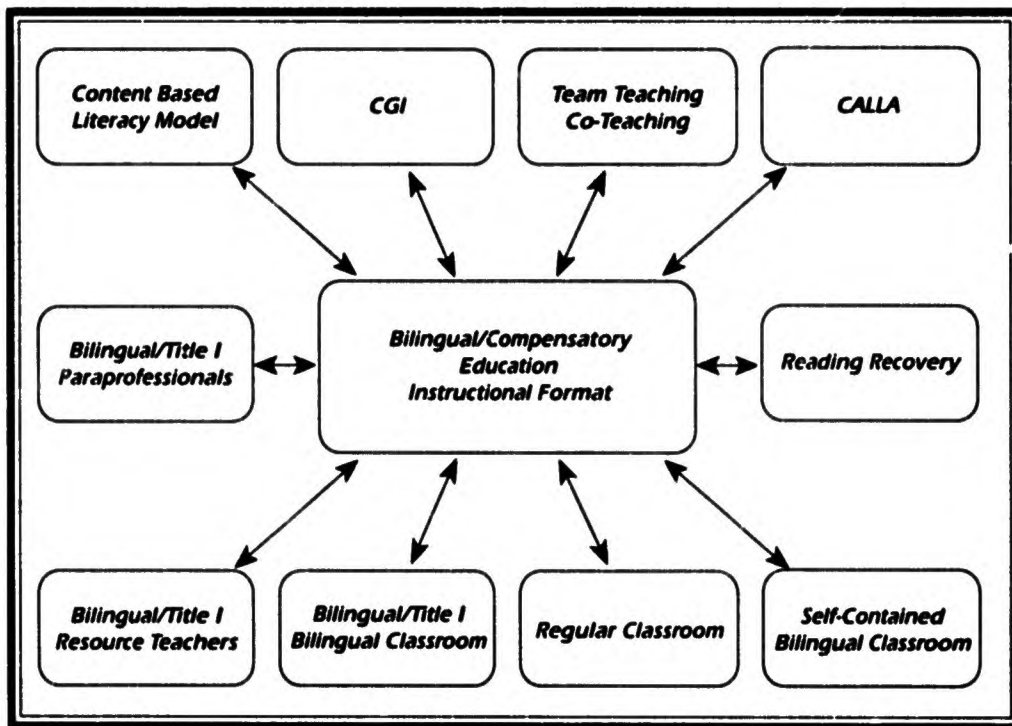 Content Based
Literacy Model
CGI
Team Teaching
Co-Teaching
CALLA
Bilingual/Title I
Paraprofessionals
Bilingual/Compensatory
Education
Instructional Format
Reading Recovery
Bilingual/Title I
Resource Teachers
Bilingual/Title I
Bilingual Classroom
Regular Classroom
Self-Contained
Bilingual Classroom